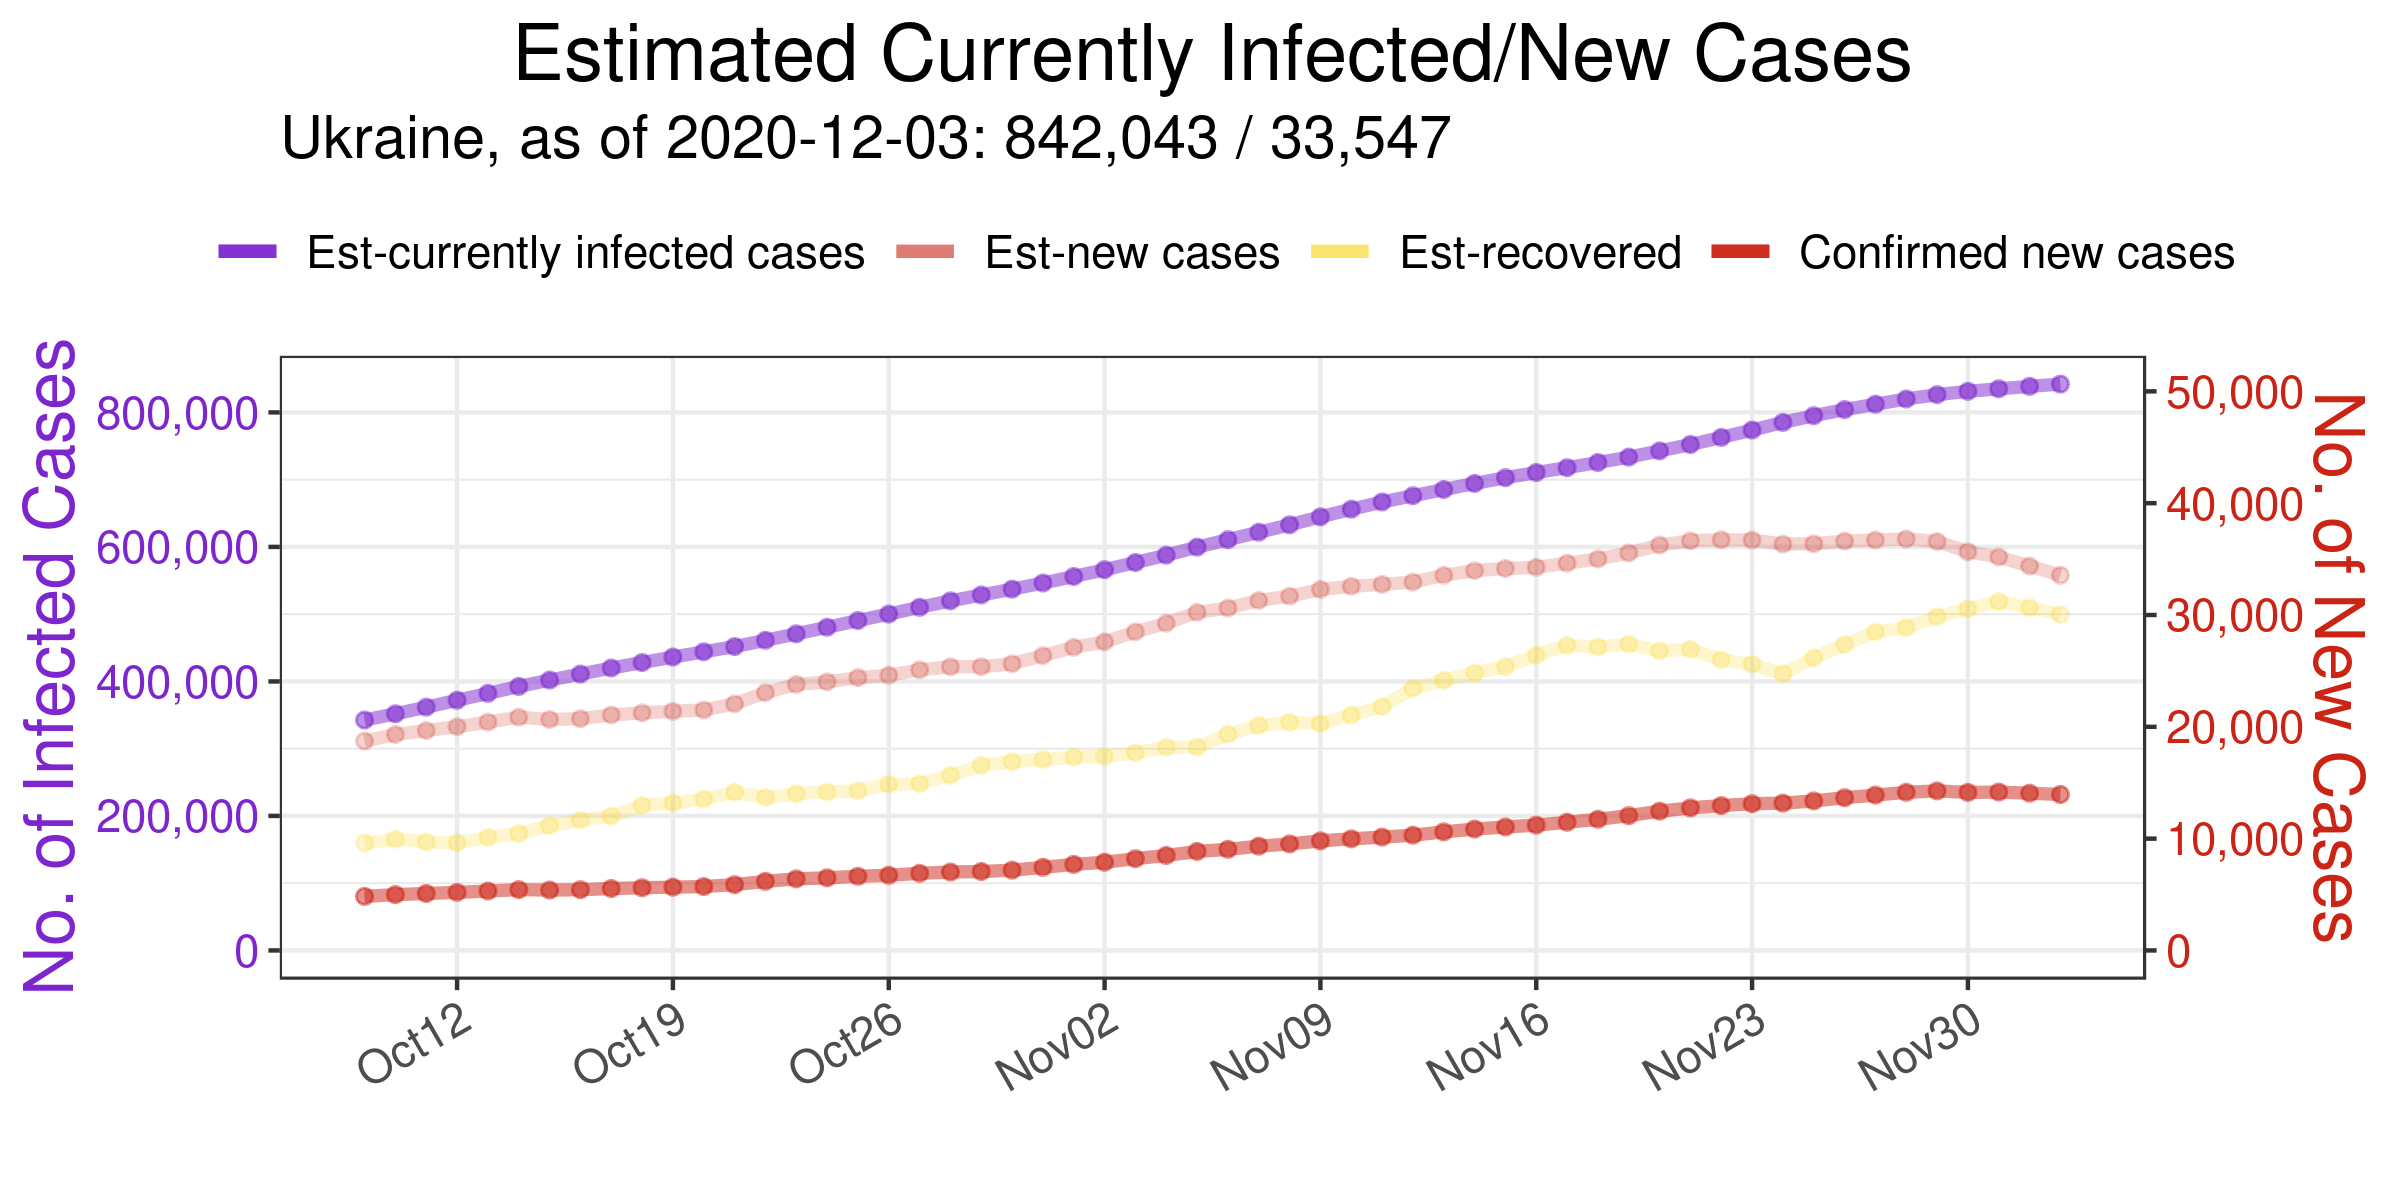 Estimated Currently Infected/New Cases
Ukraine, as of 2020-12-03: 842,043 / 33,547
Est-currently infected cases Est-new cases Est-recovered Confirmed new cases
No. of Infected Cases
800,000
600,000
400,000
200,000
0
50,000
40,000
30,000
20,000
10,000
0
No. of New Cases
Oct12 Oct19 Oct26 Nov02 Nov09 Nov16 Nov23 Nov30